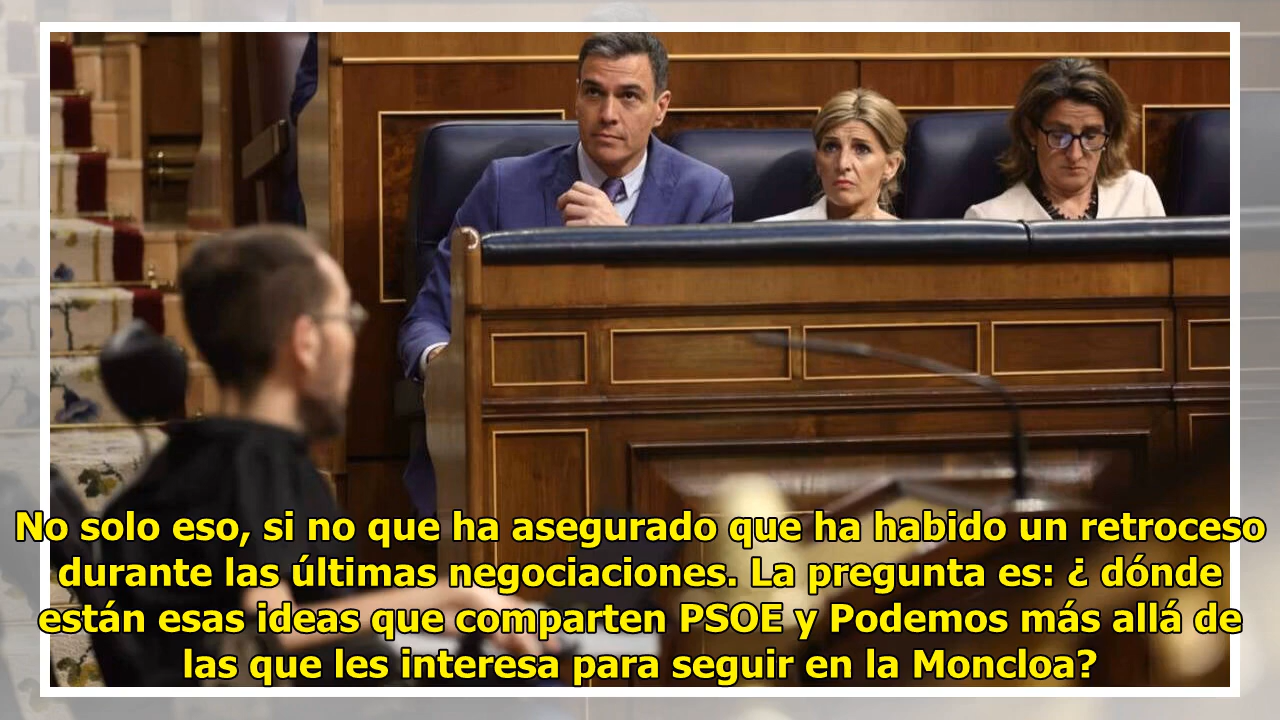 No solo eso, si no que ha asegurado que ha habido un retroceso
durante las últimas negociaciones. La pregunta es: ¿ dónde
están esas ideas que comparten PSOE y Podemos más allá de
las que les interesa para seguir en la Moncloa?